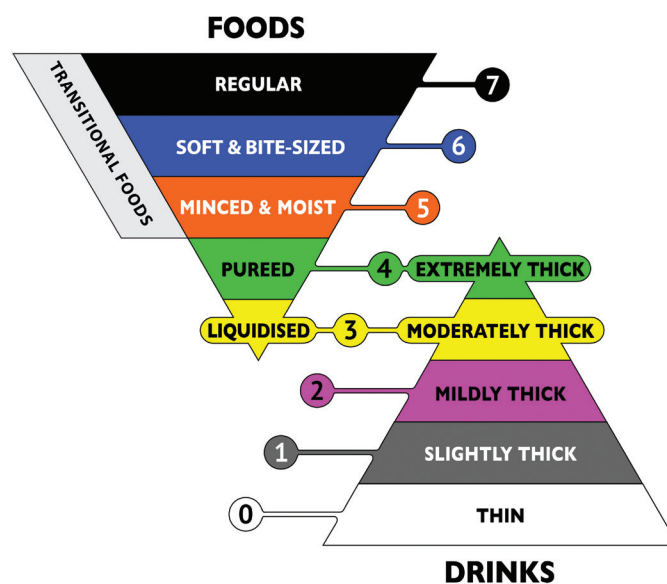 FOODS
TRANSITIONAL FOODS
REGULAR
7
SOFT & BITE-SIZED
6
MINCED & MOIST
5
PUREED
4
EXTREMELY THICK
LIQUIDISED
3
MODERATELY THICK
2
MILDLY THICK
1
SLIGHTLY THICK
0
THIN
DRINKS